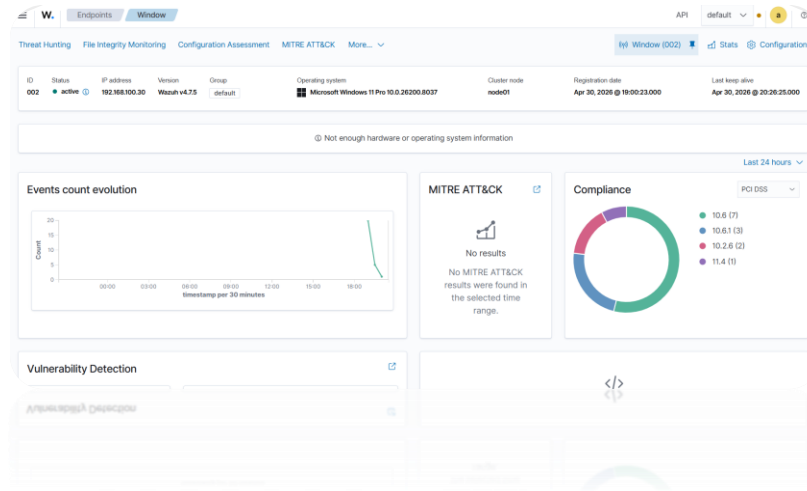 W. Endpoints Window API default a
Threat Hunting File Integrity Monitoring Configuration Assessment MITRE ATT&CK More... Window (002) Stats Configuration
ID Status IP address Version Group Operating system Cluster node Registration date Last keep alive
002 active 192.168.100.30 Wazuh v4.7.5 default Microsoft Windows 11 Pro 10.0.26200.8037 node01 Apr 30, 2026 @ 19:00:23.000 Apr 30, 2026 @ 20:26:25.000
Not enough hardware or operating system information
Last 24 hours
Events count evolution
Count
20
15
10
5
0
00:00 03:00 06:00 09:00 12:00 15:00 18:00
timestamp per 30 minutes
MITRE ATT&CK
No results
No MITRE ATT&CK
results were found in
the selected time
range.
Compliance PCI DSS
10.6 (7)
10.6.1 (3)
10.2.6 (2)
11.4 (1)
Vulnerability Detection